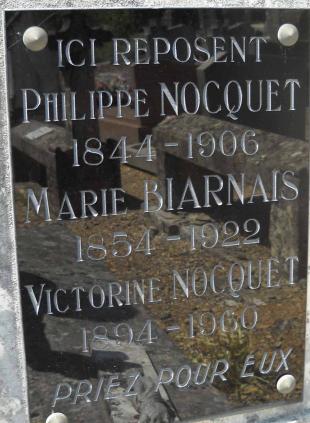 ICI REPOSENT
PHILIPPE NOCQUET
1844 - 1906
MARIE BIARNAIS
1854 - 1922
VICTORINE NOCQUET
1894 - 1960
PRIEZ POUR EUX